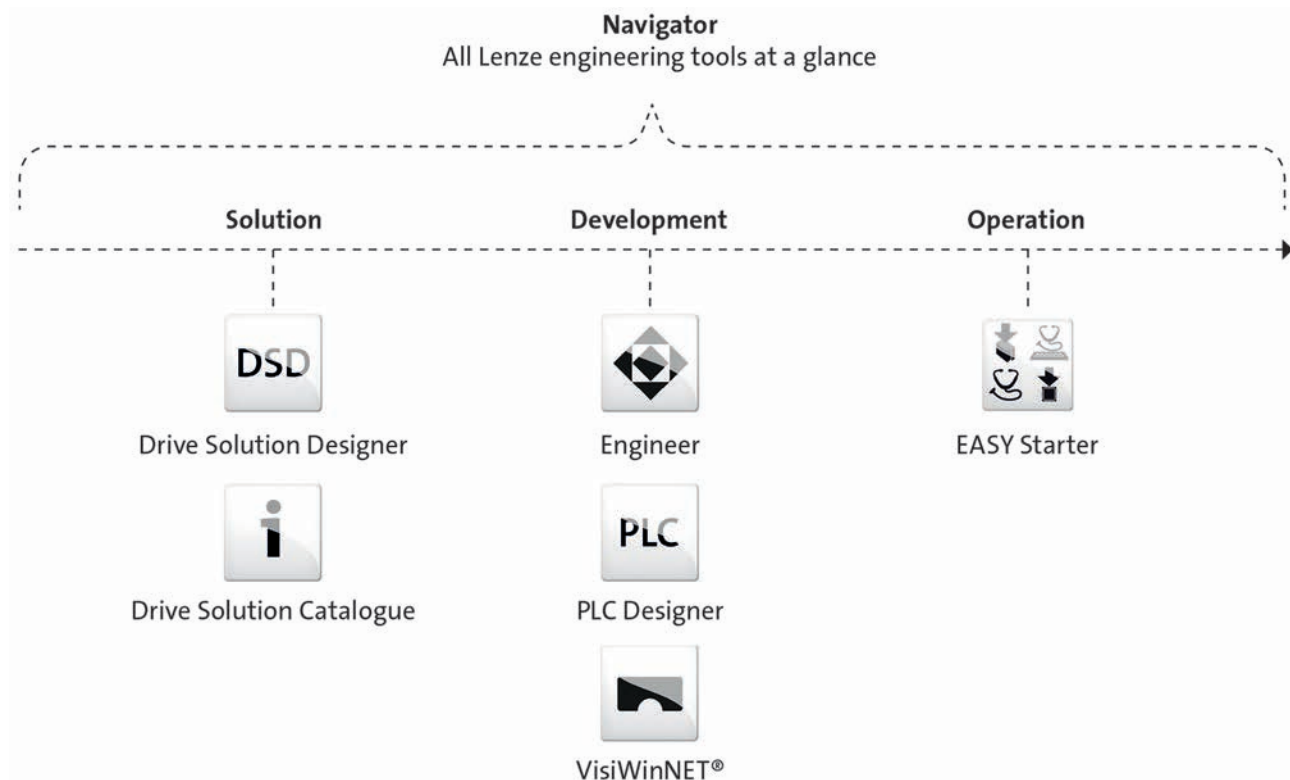 Navigator
All Lenze engineering tools at a glance
Solution
Development
Operation
DSD
Drive Solution Designer
Engineer
EASY Starter
i
Drive Solution Catalogue
PLC
PLC Designer
VisiWinNET®